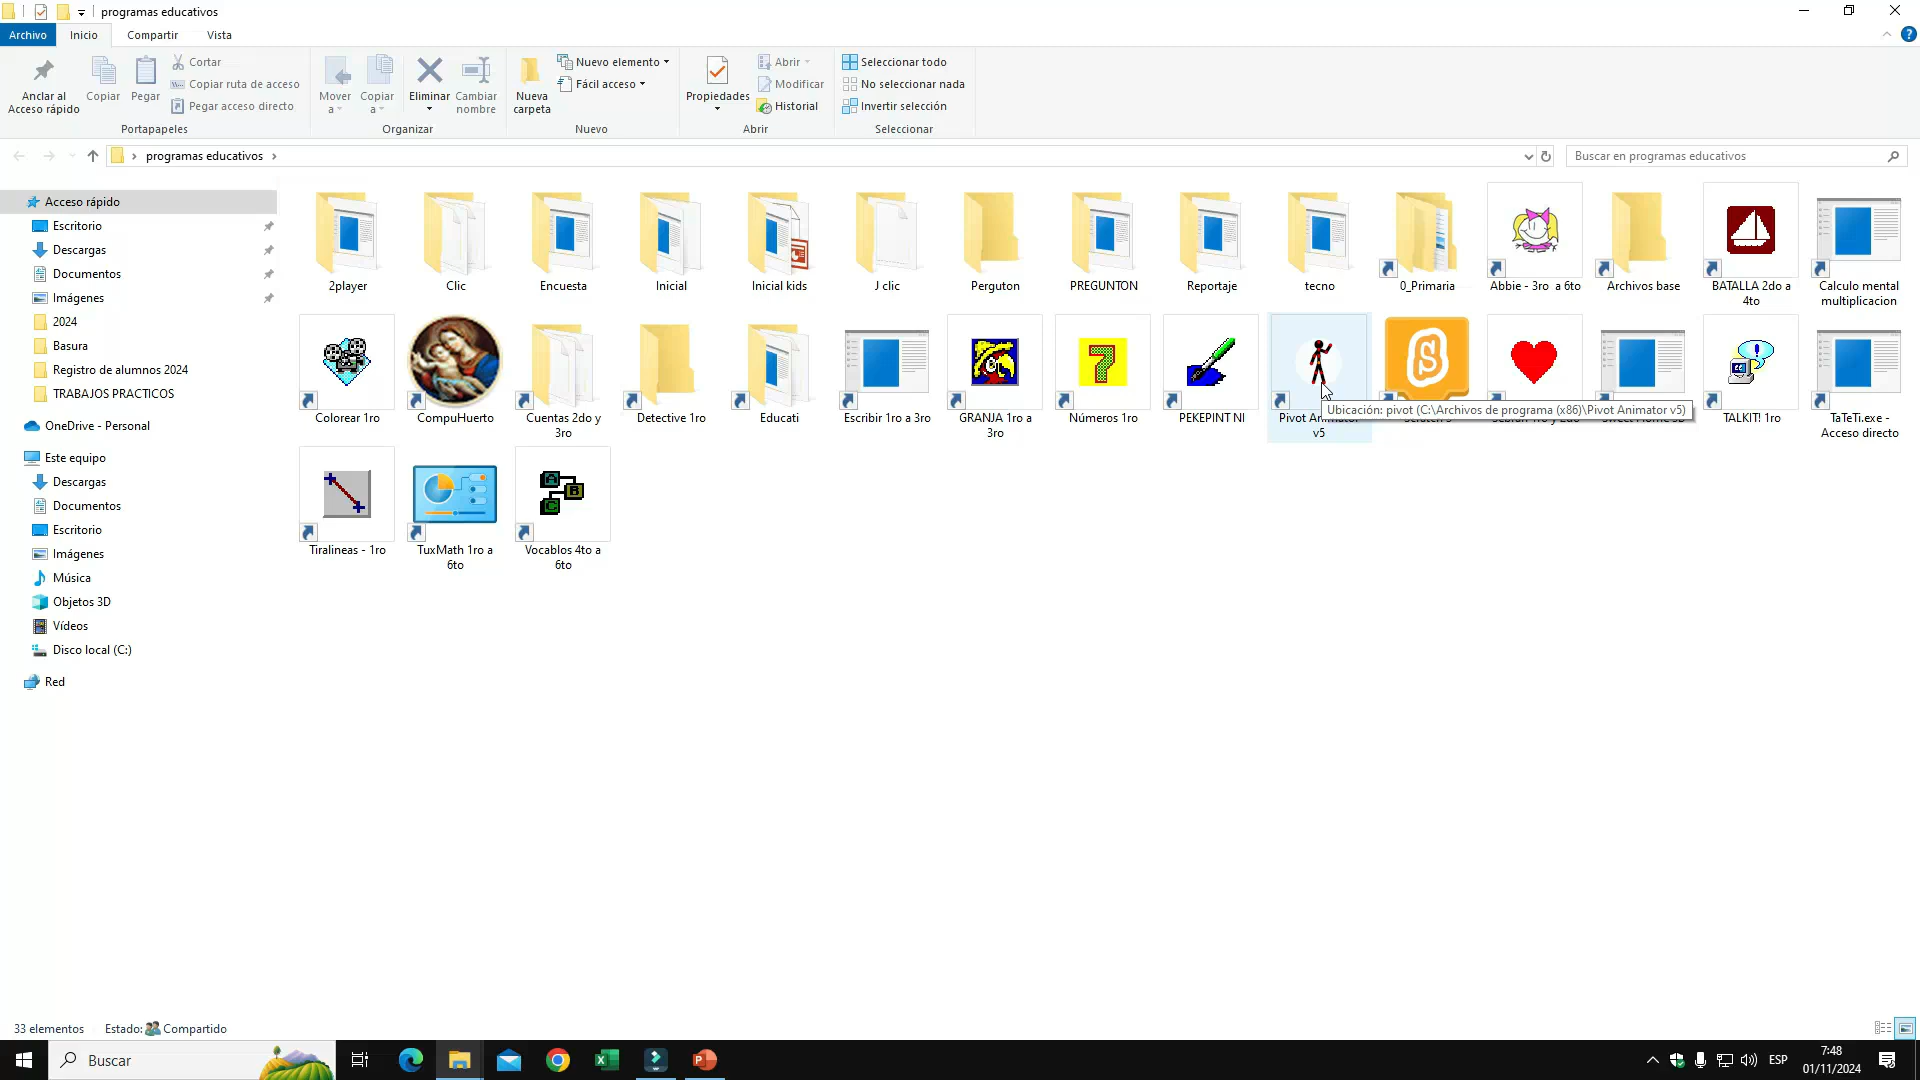 programas educativos
Archivo
Inicio
Compartir
Vista
Anclar al
Acceso rápido
Copiar
Pegar
Cortar
Copiar ruta de acceso
Pegar acceso directo
Portapapeles
Mover
a
Copiar
a
Eliminar
Cambiar
nombre
Organizar
Nueva
carpeta
Nuevo elemento
Fácil acceso
Nuevo
Propiedades
Abrir
Modificar
Historial
Abrir
Seleccionar todo
No seleccionar nada
Invertir selección
Seleccionar
programas educativos
Buscar en programas educativos
Acceso rápido
Escritorio
Descargas
Documentos
Imágenes
2024
Basura
Registro de alumnos 2024
TRABAJOS PRACTICOS
OneDrive - Personal
Este equipo
Descargas
Documentos
Escritorio
Imágenes
Música
Objetos 3D
Vídeos
Disco local (C:)
Red
2player
Clic
Encuesta
Inicial
Inicial kids
J clic
Perguton
PREGUNTON
Reportaje
tecno
0_Primaria
Abbie - 3ro a 6to
Archivos base
BATALLA 2do a
4to
Calculo mental
multiplicacion
Colorear 1ro
CompuHuerto
Cuentas 2do y
3ro
Detective 1ro
Educati
Escribir 1ro a 3ro
GRANJA 1ro a
3ro
Números 1ro
PEKEPINT NI
Pivot Animator
v5
Ubicación: pivot (C:\Archivos de programa (x86)\Pivot Animator v5)
TALKIT! 1ro
TaTeTi.exe -
Acceso directo
Tiralineas - 1ro
TuxMath 1ro a
6to
Vocablos 4to a
6to
33 elementos
Estado:
Compartido
Buscar
ESP
7:48
01/11/2024